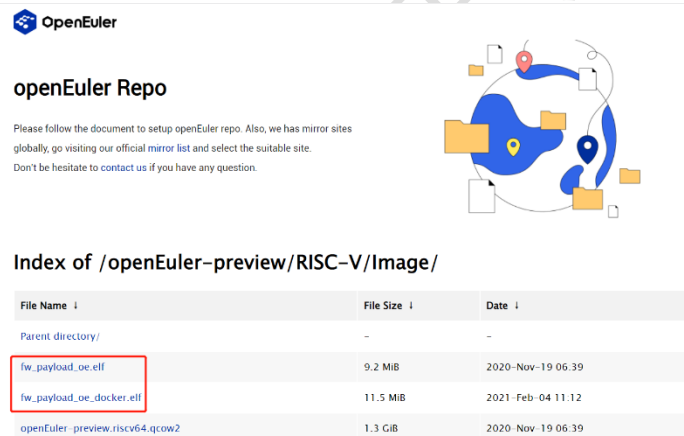 OpenEuler
openEuler Repo
Please follow the document to setup openEuler repo. Also, we has mirror sites
globally, go visiting our official mirror list and select the suitable site.
Don't be hesitate to contact us if you have any question.
Index of /openEuler-preview/RISC-V/Image/
File Name ↓ File Size ↓ Date ↓
Parent directory/ - -
fw_payload_oe.elf 9.2 MiB 2020-Nov-19 06:39
fw_payload_oe_docker.elf 11.5 MiB 2021-Feb-04 11:12
openEuler-preview.riscv64.qcow2 1.3 GiB 2020-Nov-19 06:39